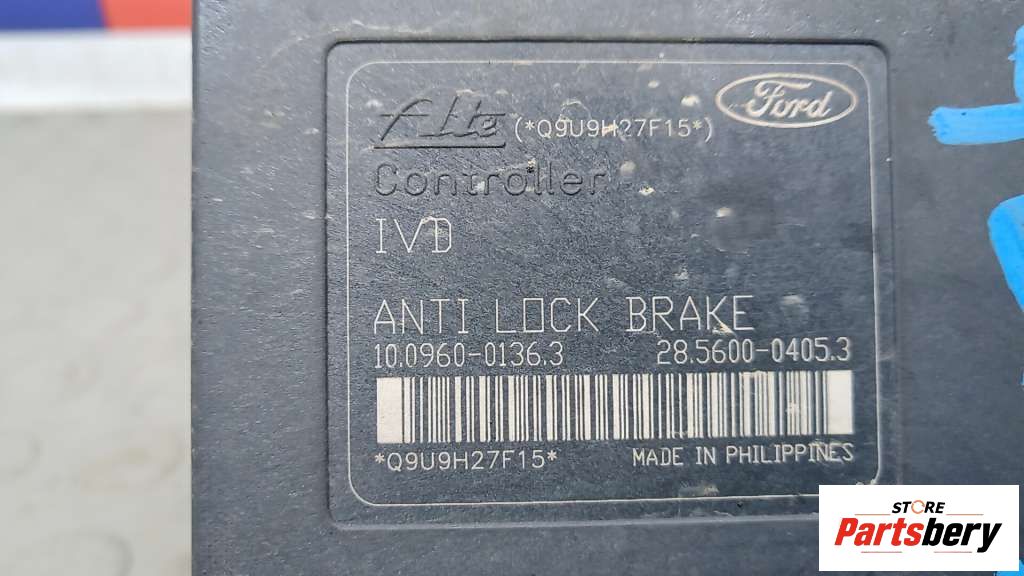 Ate (*Q9U9H27F15*)
Ford
Controller
IVD
ANTI LOCK BRAKE
10.0960-0136.3 28.5600-0405.3
*Q9U9H27F15* MADE IN PHILIPPINES
STORE
Partsbery